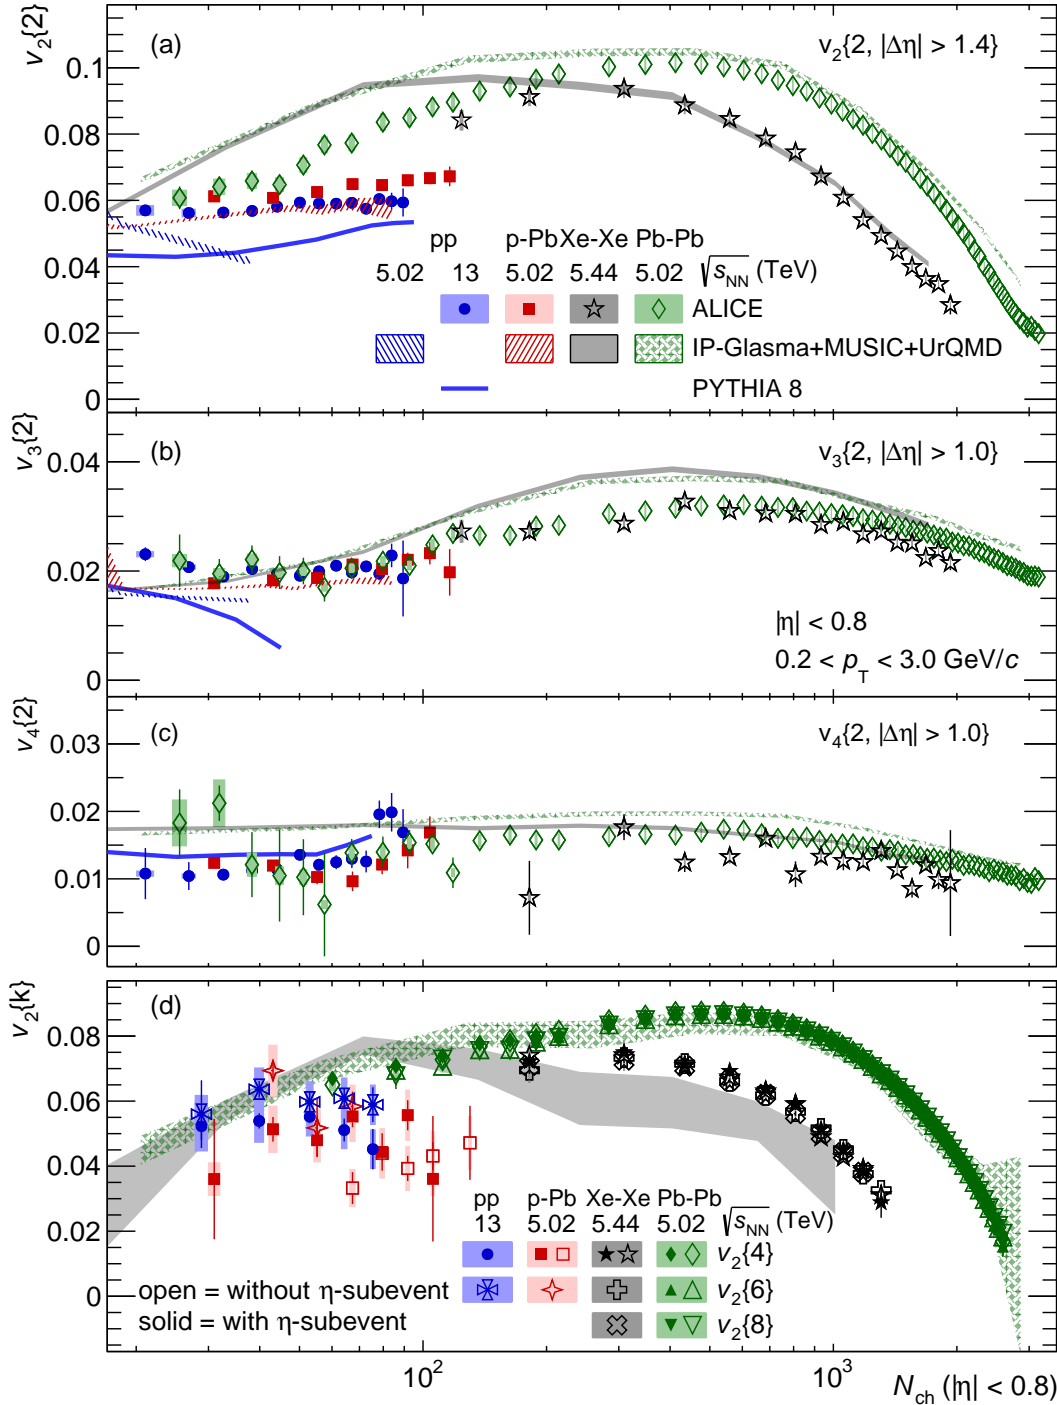 (a)
v2{2, |Δη| > 1.4}
v2{2}
0.1
0.08
0.06
0.04
0.02
0
pp p-Pb Xe-Xe Pb-Pb
5.02 13 5.02 5.44 5.02 √sNN (TeV)
ALICE
IP-Glasma+MUSIC+UrQMD
PYTHIA 8
(b)
v3{2, |Δη| > 1.0}
v3{2}
0.04
0.02
0
|η| < 0.8
0.2 < pT < 3.0 GeV/c
(c)
v4{2, |Δη| > 1.0}
v4{2}
0.03
0.02
0.01
0
(d)
v2{k}
0.08
0.06
0.04
0.02
0
pp p-Pb Xe-Xe Pb-Pb
13 5.02 5.44 5.02 √sNN (TeV)
v2{4}
v2{6}
v2{8}
open = without η-subevent
solid = with η-subevent
10² 10³
Nch (|η| < 0.8)